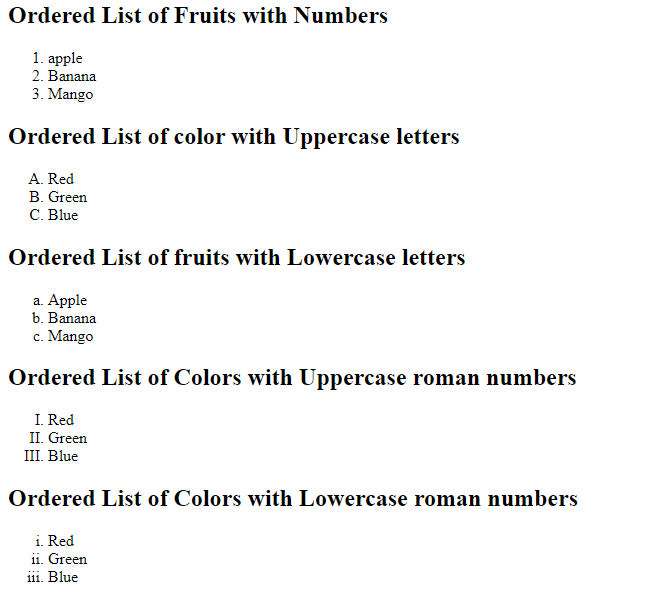 Ordered List of Fruits with Numbers
1. apple
2. Banana
3. Mango
Ordered List of color with Uppercase letters
A. Red
B. Green
C. Blue
Ordered List of fruits with Lowercase letters
a. Apple
b. Banana
c. Mango
Ordered List of Colors with Uppercase roman numbers
I. Red
II. Green
III. Blue
Ordered List of Colors with Lowercase roman numbers
i. Red
ii. Green
iii. Blue